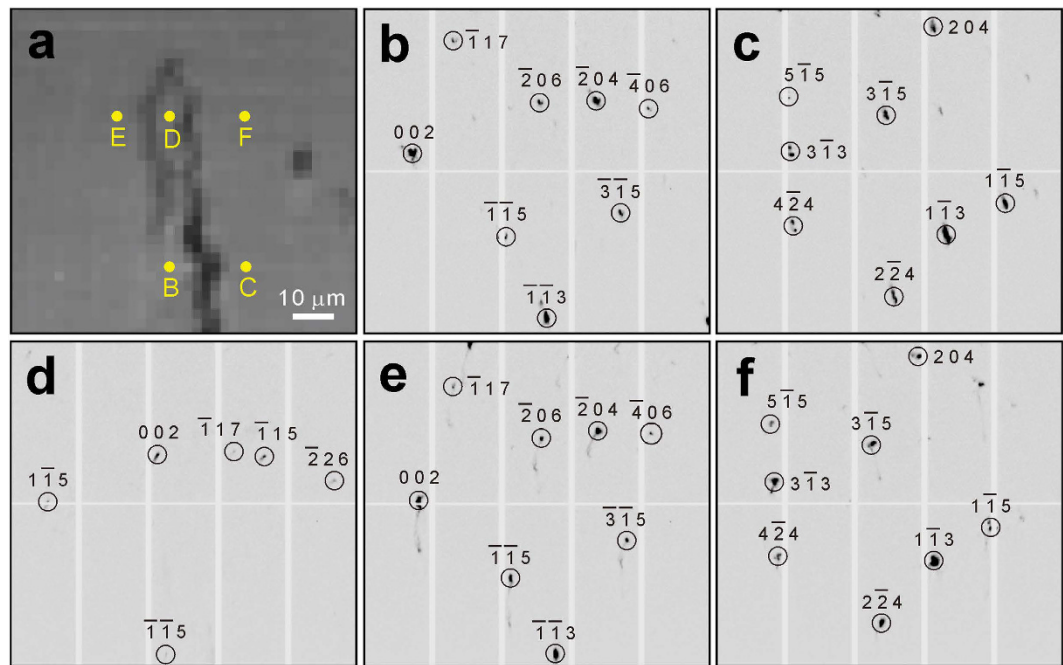 a
E D F
B C
10 μm
b
1̅ 1 7
2̅ 0 6
2̅ 0 4
4̅ 0 6
0 0 2
3̅ 1̅ 5
1̅ 1̅ 5
1̅ 1̅ 3
c
2 0 4
5 1̅ 5
3 1̅ 5
3 1̅ 3
1 1̅ 5
4 2̅ 4
1 1̅ 3
2 2̅ 4
d
0 0 2
1̅ 1 7
1̅ 1 5
2̅ 2 6
1 1̅ 5
1̅ 1̅ 5
e
1̅ 1 7
2̅ 0 6
2̅ 0 4
4̅ 0 6
0 0 2
3̅ 1̅ 5
1̅ 1̅ 5
1̅ 1̅ 3
f
2 0 4
5 1̅ 5
3 1̅ 5
3 1̅ 3
1 1̅ 5
4 2̅ 4
1 1̅ 3
2 2̅ 4